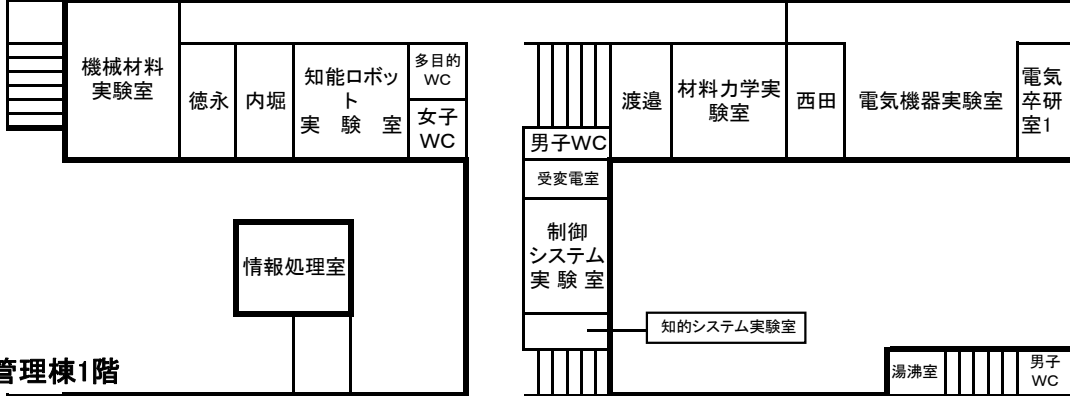 機械材料
実験室
徳永
内堀
知能ロボッ
ト
実験室
多目的
WC
女子
WC
男子WC
渡邉
材料力学実
験室
西田
電気機器実験室
電気
卒研
室1
受変電室
制御
システム
実験室
情報処理室
知的システム実験室
管理棟1階
湯沸室
男子
WC